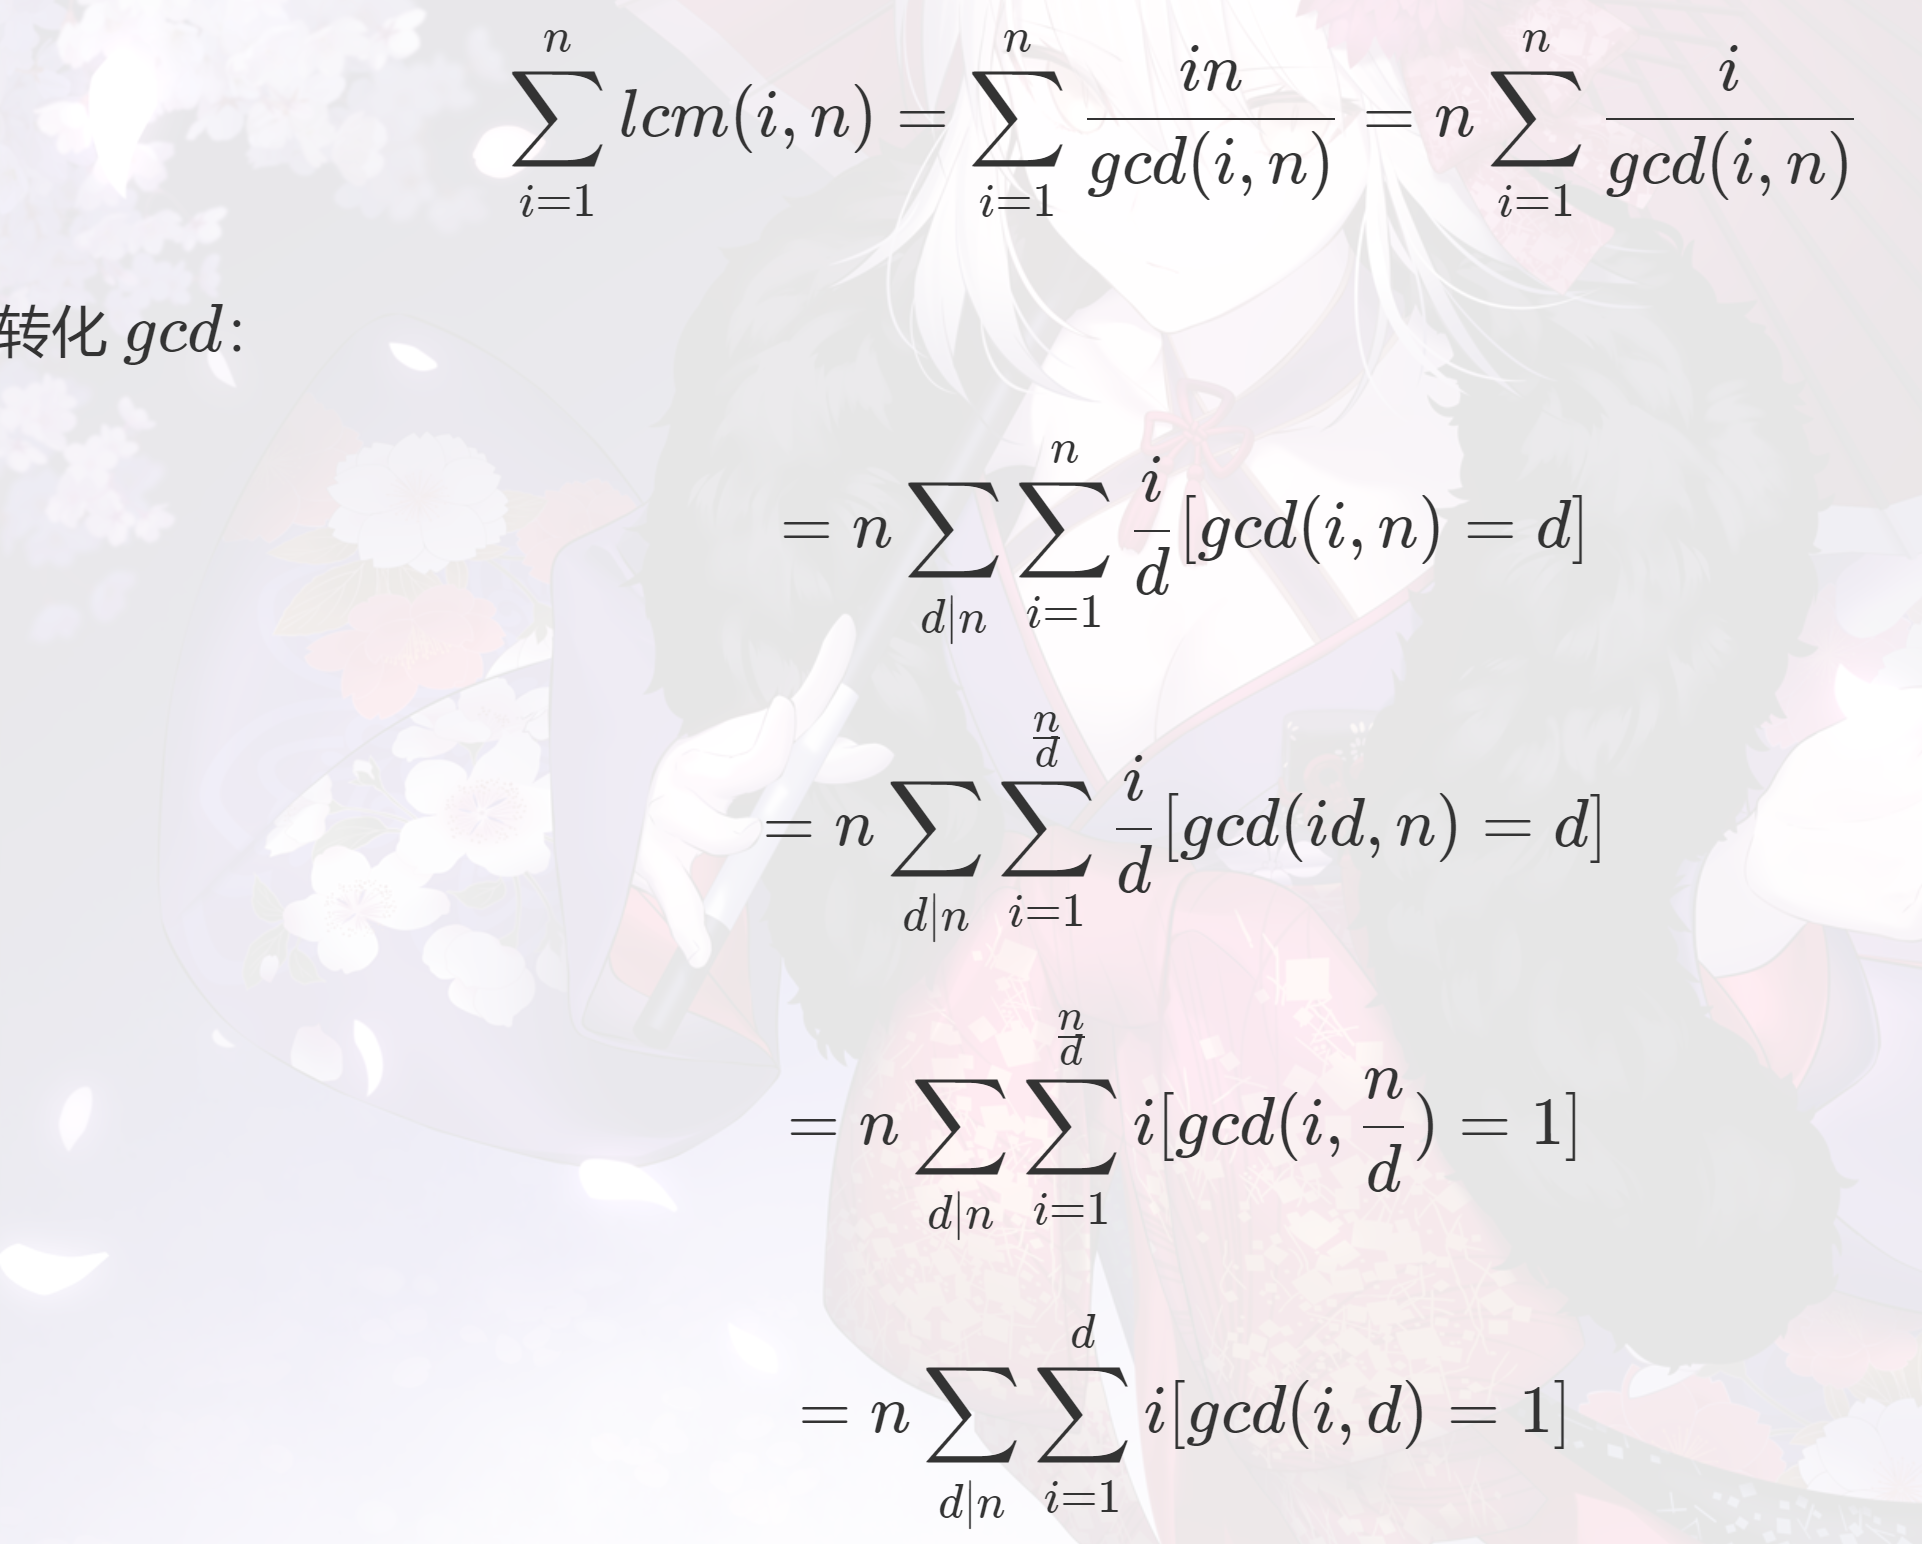 $$\sum_{i=1}^{n} lcm(i,n) = \sum_{i=1}^{n} \frac{in}{gcd(i,n)} = n\sum_{i=1}^{n} \frac{i}{gcd(i,n)}$$
转化 $gcd$:
$$= n\sum_{d|n}\sum_{i=1}^{n} \frac{i}{d}[gcd(i,n) = d]$$
$$= n\sum_{d|n}\sum_{i=1}^{\frac{n}{d}} \frac{i}{d}[gcd(id,n) = d]$$
$$= n\sum_{d|n}\sum_{i=1}^{\frac{n}{d}} i[gcd(i,\frac{n}{d}) = 1]$$
$$= n\sum_{d|n}\sum_{i=1}^{d} i[gcd(i,d) = 1]$$